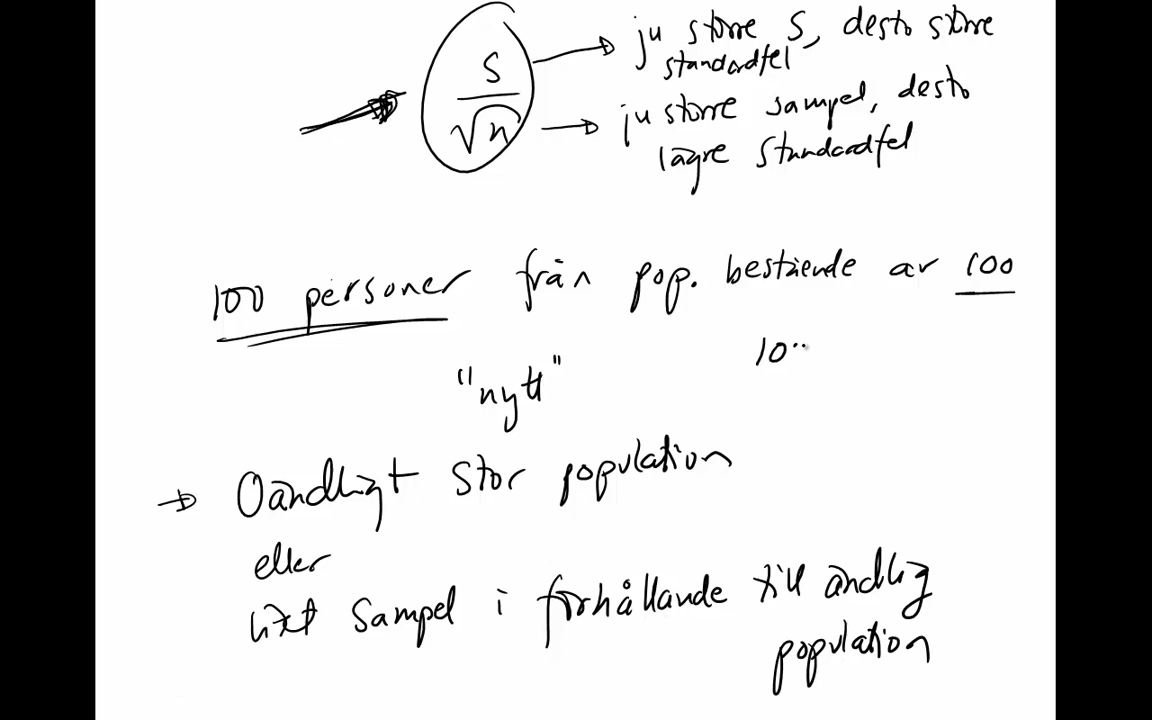 S/√n
ju större S, desto större
standardfel
ju större sampel, desto
lägre standardfel
100 personer från pop. bestående av 100
"nytt" 10
Oändligt stor population
eller
litet sampel i förhållande till ändlig
population